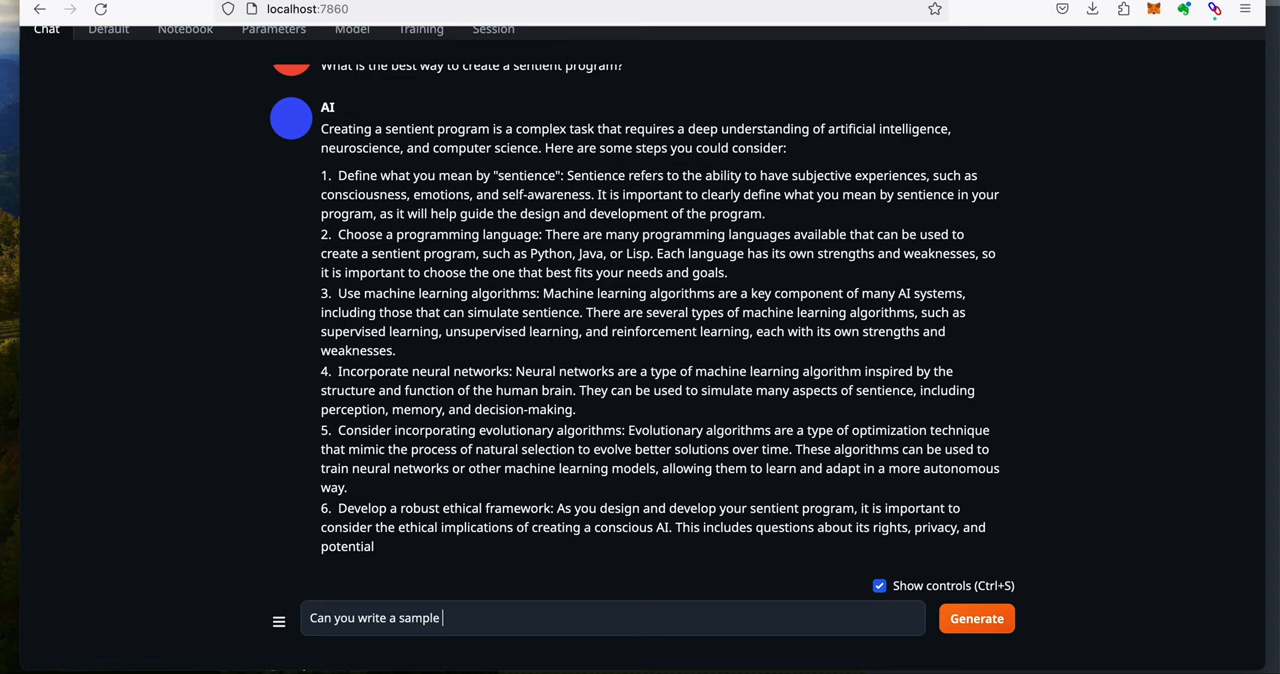 localhost:7860
Chat Default Notebook Parameters Model Training Session
What is the best way to create a sentient program?
AI
Creating a sentient program is a complex task that requires a deep understanding of artificial intelligence,
neuroscience, and computer science. Here are some steps you could consider:
1. Define what you mean by "sentience": Sentience refers to the ability to have subjective experiences, such as
consciousness, emotions, and self-awareness. It is important to clearly define what you mean by sentience in your
program, as it will help guide the design and development of the program.
2. Choose a programming language: There are many programming languages available that can be used to
create a sentient program, such as Python, Java, or Lisp. Each language has its own strengths and weaknesses, so
it is important to choose the one that best fits your needs and goals.
3. Use machine learning algorithms: Machine learning algorithms are a key component of many AI systems,
including those that can simulate sentience. There are several types of machine learning algorithms, such as
supervised learning, unsupervised learning, and reinforcement learning, each with its own strengths and
weaknesses.
4. Incorporate neural networks: Neural networks are a type of machine learning algorithm inspired by the
structure and function of the human brain. They can be used to simulate many aspects of sentience, including
perception, memory, and decision-making.
5. Consider incorporating evolutionary algorithms: Evolutionary algorithms are a type of optimization technique
that mimic the process of natural selection to evolve better solutions over time. These algorithms can be used to
train neural networks or other machine learning models, allowing them to learn and adapt in a more autonomous
way.
6. Develop a robust ethical framework: As you design and develop your sentient program, it is important to
consider the ethical implications of creating a conscious AI. This includes questions about its rights, privacy, and
potential
Show controls (Ctrl+S)
Can you write a sample
Generate